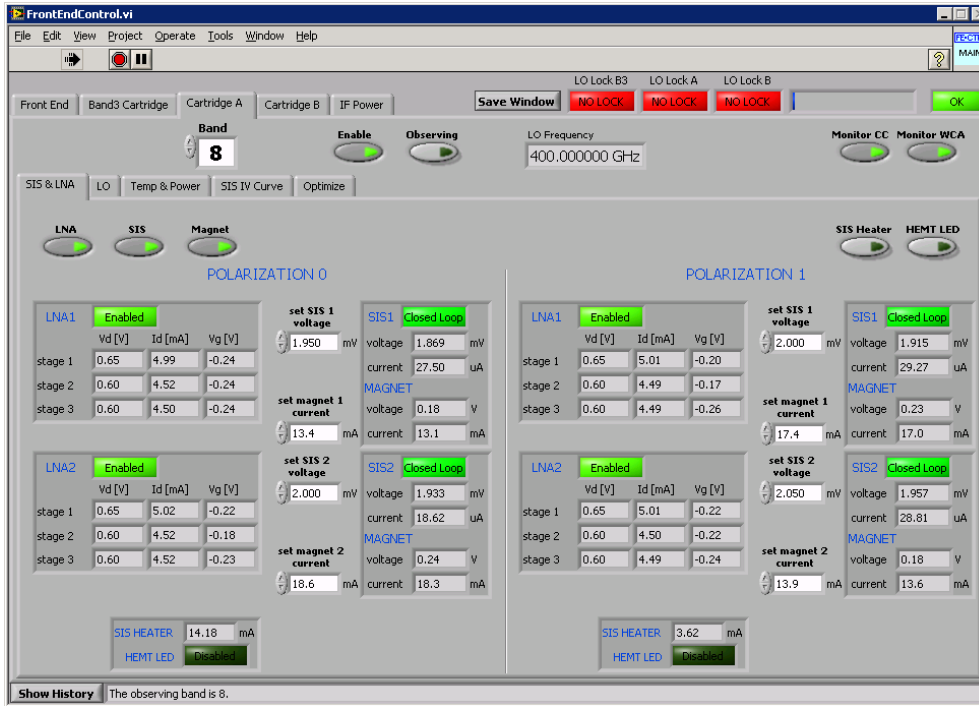 FrontEndControl.vi
File Edit View Project Operate Tools Window Help
FE-CTRL
MAIN
LO Lock B3 LO Lock A LO Lock B
Front End Band3 Cartridge Cartridge A Cartridge B IF Power Save Window NO LOCK NO LOCK NO LOCK OK
Band Enable Observing LO Frequency Monitor CC Monitor WCA
8 400.000000 GHz
SIS & LNA LO Temp & Power SIS IV Curve Optimize
LNA SIS Magnet SIS Heater HEMT LED
POLARIZATION 0 POLARIZATION 1
LNA1 Enabled set SIS 1 voltage SIS1 Closed Loop LNA1 Enabled set SIS 1 voltage SIS1 Closed Loop
Vd [V] Id [mA] Vg [V] 1.950 mV voltage 1.869 mV Vd [V] Id [mA] Vg [V] 2.000 mV voltage 1.915 mV
stage 1 0.65 4.99 -0.24 current 27.50 uA stage 1 0.65 5.01 -0.20 current 29.27 uA
stage 2 0.60 4.52 -0.24 MAGNET stage 2 0.60 4.49 -0.17 MAGNET
stage 3 0.60 4.50 -0.24 set magnet 1 current voltage 0.18 V stage 3 0.60 4.49 -0.26 set magnet 1 current voltage 0.23 V
13.4 mA current 13.1 mA 17.4 mA current 17.0 mA
LNA2 Enabled set SIS 2 voltage SIS2 Closed Loop LNA2 Enabled set SIS 2 voltage SIS2 Closed Loop
Vd [V] Id [mA] Vg [V] 2.000 mV voltage 1.933 mV Vd [V] Id [mA] Vg [V] 2.050 mV voltage 1.957 mV
stage 1 0.65 5.02 -0.22 current 18.62 uA stage 1 0.65 5.01 -0.22 current 28.81 uA
stage 2 0.60 4.52 -0.18 MAGNET stage 2 0.60 4.50 -0.22 MAGNET
stage 3 0.60 4.52 -0.23 set magnet 2 current voltage 0.24 V stage 3 0.60 4.49 -0.24 set magnet 2 current voltage 0.18 V
18.6 mA current 18.3 mA 13.9 mA current 13.6 mA
SIS HEATER 14.18 mA SIS HEATER 3.62 mA
HEMT LED Disabled HEMT LED Disabled
Show History The observing band is 8.